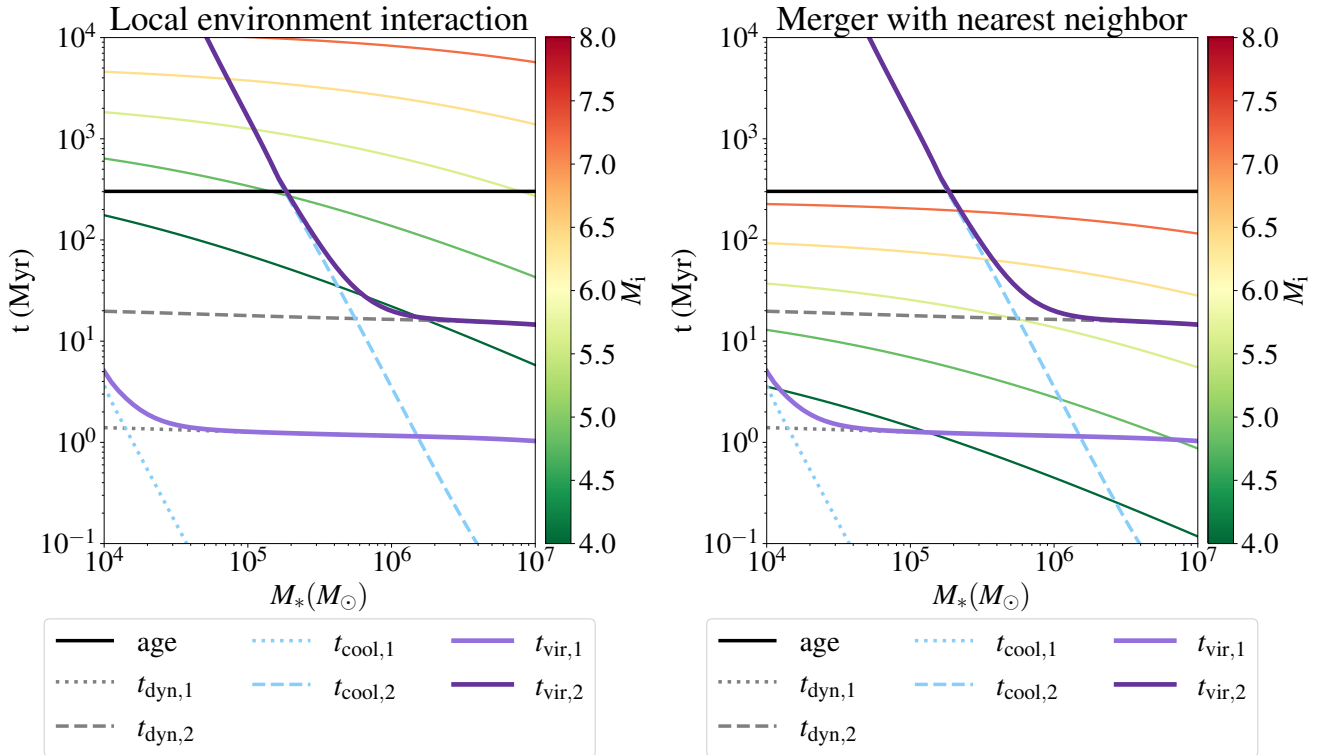 Local environment interaction
Merger with nearest neighbor
10^4
10^3
10^2
10^1
10^0
10^-1
t (Myr)
10^4
10^5
10^6
10^7
M_*(M_⊙)
8.0
7.5
7.0
6.5
6.0
5.5
5.0
4.5
4.0
M_i
10^4
10^3
10^2
10^1
10^0
10^-1
t (Myr)
10^4
10^5
10^6
10^7
M_*(M_⊙)
8.0
7.5
7.0
6.5
6.0
5.5
5.0
4.5
4.0
M_i
age
t_dyn,1
t_dyn,2
t_cool,1
t_cool,2
t_vir,1
t_vir,2
age
t_dyn,1
t_dyn,2
t_cool,1
t_cool,2
t_vir,1
t_vir,2